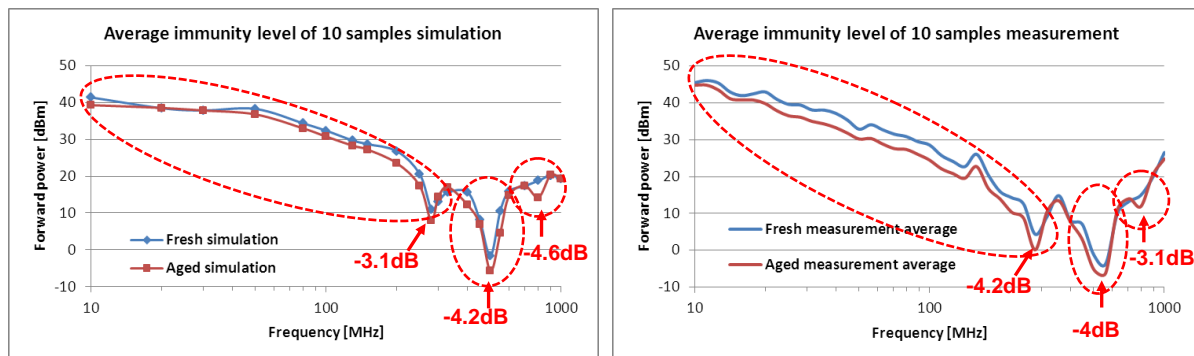 Average immunity level of 10 samples simulation
50
40
30
20
10
0
-10
Forward power [dBm]
Fresh simulation
Aged simulation
-3.1dB
-4.6dB
-4.2dB
10
100
1000
Frequency [MHz]
Average immunity level of 10 samples measurement
50
40
30
20
10
0
-10
Forward power [dBm]
Fresh measurement average
Aged measurement average
-4.2dB
-3.1dB
-4dB
10
100
1000
Frequency [MHz]